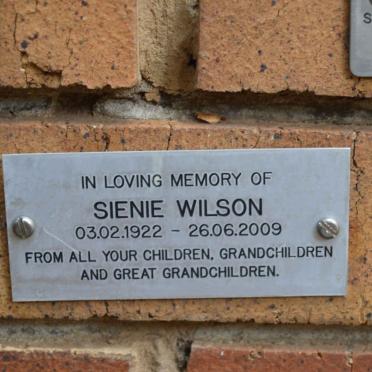 IN LOVING MEMORY OF
SIENIE WILSON
03.02.1922 - 26.06.2009
FROM ALL YOUR CHILDREN, GRANDCHILDREN
AND GREAT GRANDCHILDREN.